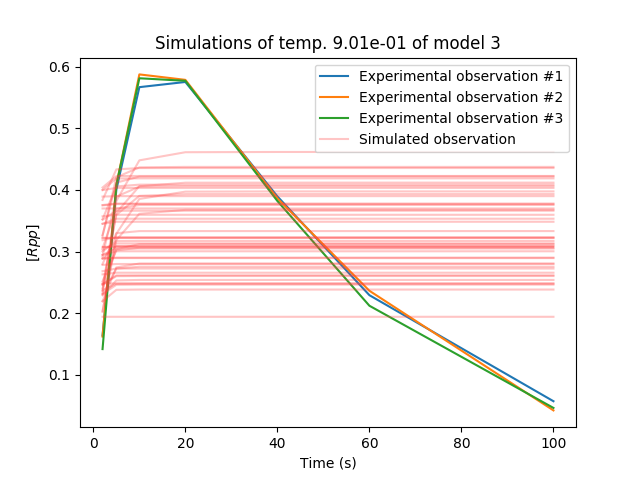 Simulations of temp. 9.01e-01 of model 3
Experimental observation #1
Experimental observation #2
Experimental observation #3
Simulated observation
[Rpp]
0.6
0.5
0.4
0.3
0.2
0.1
0 20 40 60 80 100
Time (s)